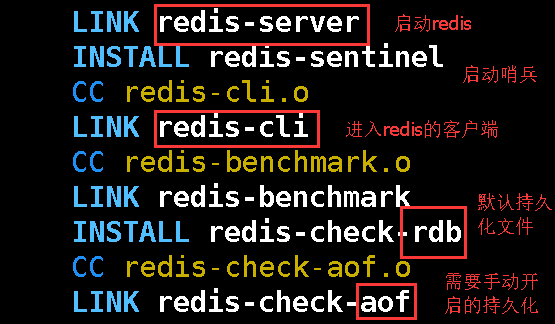 LINK redis-server 启动redis
INSTALL redis-sentinel 启动哨兵
CC redis-cli.o
LINK redis-cli 进入redis的客户端
CC redis-benchmark.o
LINK redis-benchmark
默认持久
化文件
INSTALL redis-check-rdb
CC redis-check-aof.o
需要手动开
启的持久化
LINK redis-check-aof